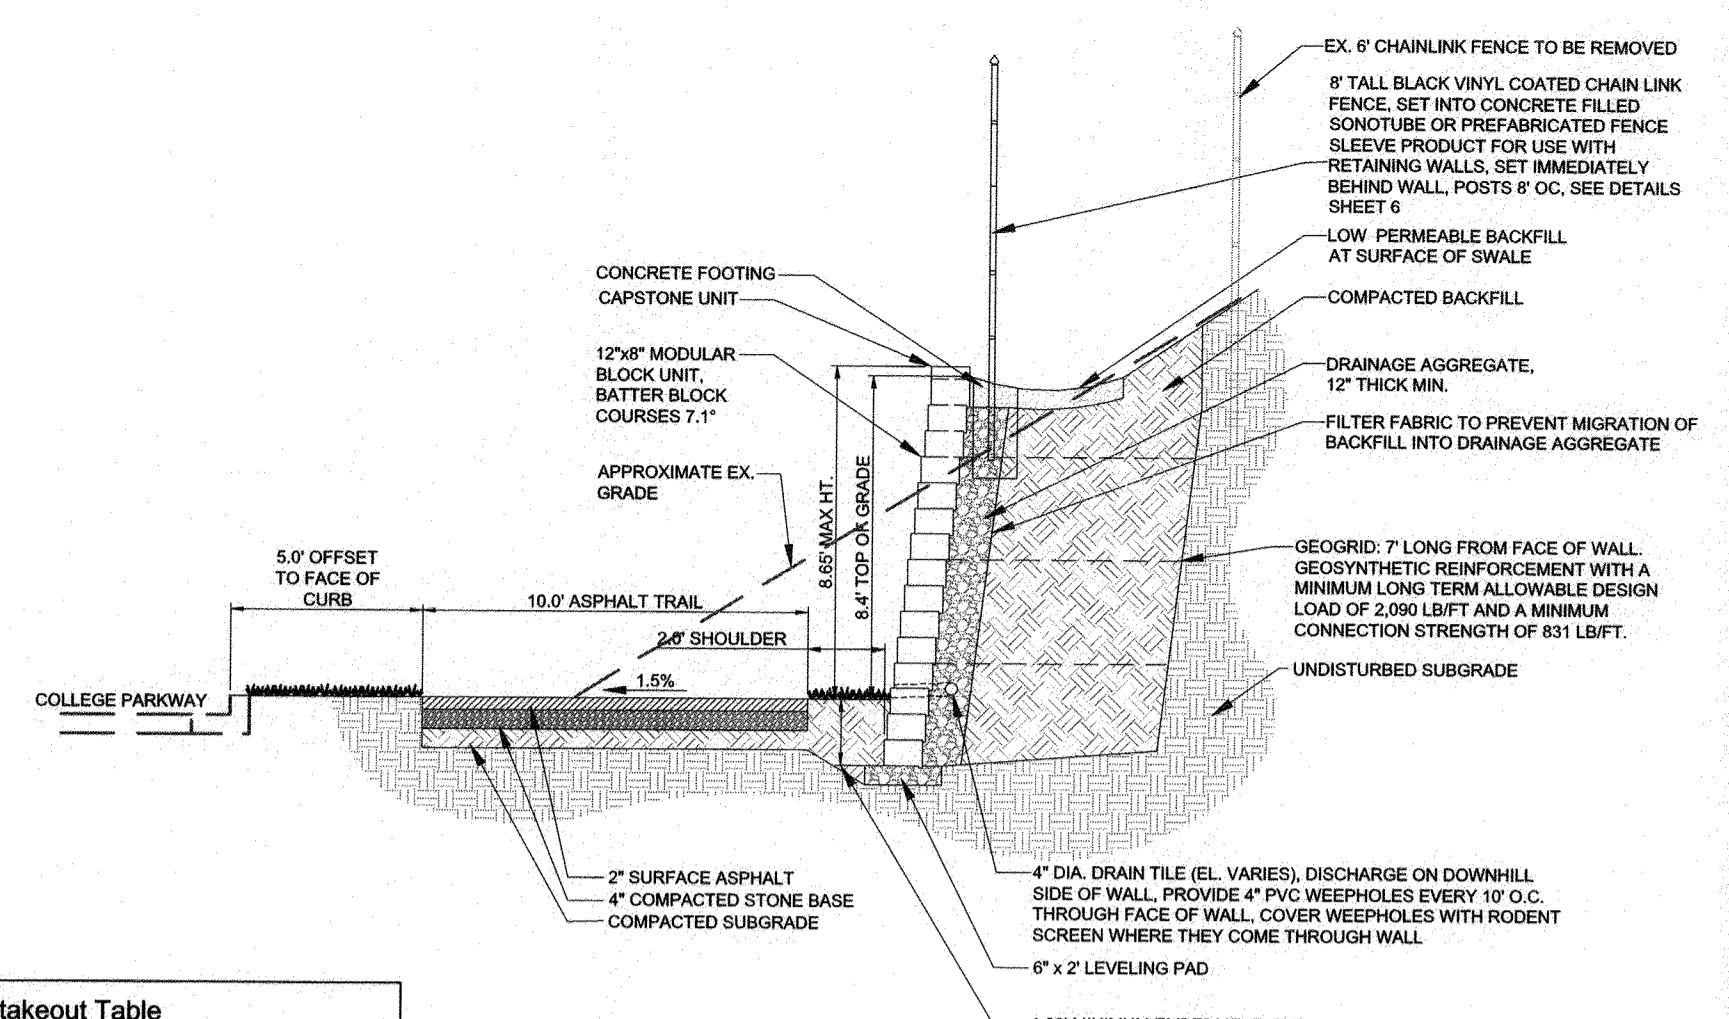 EX. 6' CHAINLINK FENCE TO BE REMOVED
8' TALL BLACK VINYL COATED CHAIN LINK
FENCE, SET INTO CONCRETE FILLED
SONOTUBE OR PREFABRICATED FENCE
SLEEVE PRODUCT FOR USE WITH
RETAINING WALLS, SET IMMEDIATELY
BEHIND WALL, POSTS 8' OC, SEE DETAILS
SHEET 6
LOW PERMEABLE BACKFILL
AT SURFACE OF SWALE
COMPACTED BACKFILL
DRAINAGE AGGREGATE,
12" THICK MIN.
FILTER FABRIC TO PREVENT MIGRATION OF
BACKFILL INTO DRAINAGE AGGREGATE
GEOGRID: 7' LONG FROM FACE OF WALL.
GEOSYNTHETIC REINFORCEMENT WITH A
MINIMUM LONG TERM ALLOWABLE DESIGN
LOAD OF 2,090 LB/FT AND A MINIMUM
CONNECTION STRENGTH OF 831 LB/FT.
UNDISTURBED SUBGRADE
CONCRETE FOOTING
CAPSTONE UNIT
12"x8" MODULAR
BLOCK UNIT,
BATTER BLOCK
COURSES 7.1°
APPROXIMATE EX.
GRADE
8.65' MAX HT.
8.4' TOP OF GRADE
5.0' OFFSET
TO FACE OF
CURB
10.0' ASPHALT TRAIL
2.0' SHOULDER
1.5%
COLLEGE PARKWAY
2" SURFACE ASPHALT
4" COMPACTED STONE BASE
COMPACTED SUBGRADE
4" DIA. DRAIN TILE (EL. VARIES), DISCHARGE ON DOWNHILL
SIDE OF WALL, PROVIDE 4" PVC WEEPHOLES EVERY 10' O.C.
THROUGH FACE OF WALL, COVER WEEPHOLES WITH RODENT
SCREEN WHERE THEY COME THROUGH WALL
6" x 2' LEVELING PAD
takeout Table